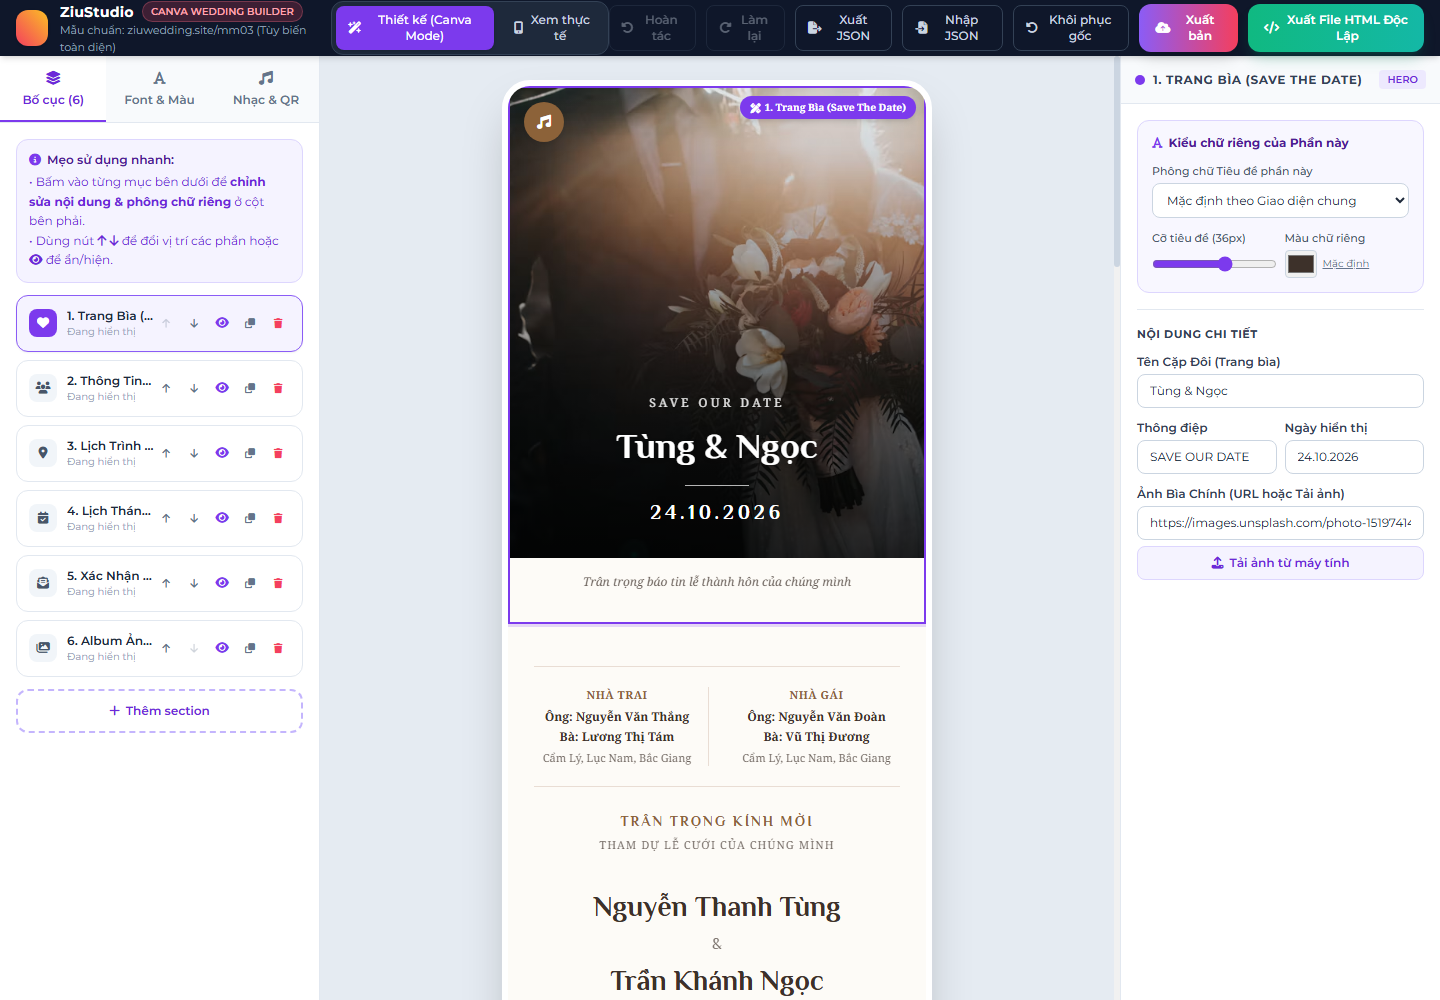 ZiuStudio CANVA WEDDING BUILDER
Mẫu chuẩn: ziuwedding.site/mm03 (Tùy biến
toàn diện)
Thiết kế (Canva
Mode)
Xem thực
tế
Hoàn
tác
Làm
lại
Xuất
JSON
Nhập
JSON
Khôi phục
gốc
Xuất
bản
Xuất File HTML Độc
Lập
Bố cục (6)
Font & Màu
Nhạc & QR
Mẹo sử dụng nhanh:
• Bấm vào từng mục bên dưới để chỉnh
sửa nội dung & phông chữ riêng ở cột
bên phải.
• Dùng nút ↑↓ để đổi vị trí các phần hoặc
để ẩn/hiện.
1. Trang Bìa (...
Đang hiển thị
2. Thông Tin...
Đang hiển thị
3. Lịch Trình ...
Đang hiển thị
4. Lịch Thán...
Đang hiển thị
5. Xác Nhận ...
Đang hiển thị
6. Album Ản...
Đang hiển thị
+ Thêm section
1. Trang Bìa (Save The Date)
SAVE OUR DATE
Tùng & Ngọc
24.10.2026
Trân trọng báo tin lễ thành hôn của chúng mình
NHÀ TRAI
Ông: Nguyễn Văn Thắng
Bà: Lương Thị Tám
Cẩm Lý, Lục Nam, Bắc Giang
NHÀ GÁI
Ông: Nguyễn Văn Đoàn
Bà: Vũ Thị Đương
Cẩm Lý, Lục Nam, Bắc Giang
TRÂN TRỌNG KÍNH MỜI
THAM DỰ LỄ CƯỚI CỦA CHÚNG MÌNH
Nguyễn Thanh Tùng
&
Trần Khánh Ngọc
1. TRANG BÌA (SAVE THE DATE) HERO
Kiểu chữ riêng của Phần này
Phông chữ Tiêu đề phần này
Mặc định theo Giao diện chung
Cỡ tiêu đề (36px)
Màu chữ riêng
Mặc định
NỘI DUNG CHI TIẾT
Tên Cặp Đôi (Trang bìa)
Tùng & Ngọc
Thông điệp
SAVE OUR DATE
Ngày hiển thị
24.10.2026
Ảnh Bìa Chính (URL hoặc Tải ảnh)
https://images.unsplash.com/photo-1519741
Tải ảnh từ máy tính